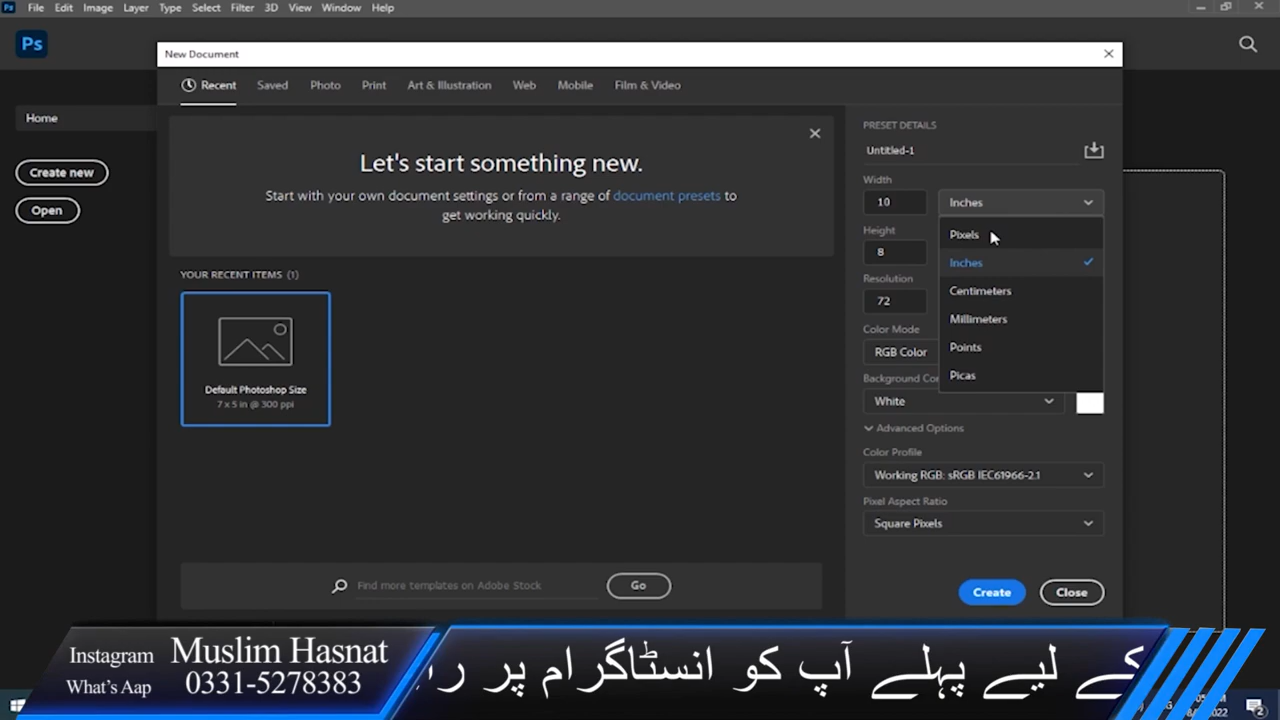 Ps File Edit Image Layer Type Select Filter 3D View Window Help
Ps
New Document
Recent Saved Photo Print Art & Illustration Web Mobile Film & Video
Home
Create new
Open
Let's start something new.
Start with your own document settings or from a range of document presets to
get working quickly.
YOUR RECENT ITEMS (1)
Default Photoshop Size
7 x 5 in @ 300 ppi
Find more templates on Adobe Stock
Go
PRESET DETAILS
Untitled-1
Width
10 Inches
Height
8
Resolution
72
Pixels
Inches
Centimeters
Millimeters
Points
Picas
Color Mode
RGB Color
White
Advanced Options
Color Profile
Working RGB: sRGB IEC61966-2.1
Pixel Aspect Ratio
Square Pixels
Create Close
Instagram Muslim Hasnat
What's Aap 0331-5278383
کے لیے پہلے آپ کو انسٹاگرام پر